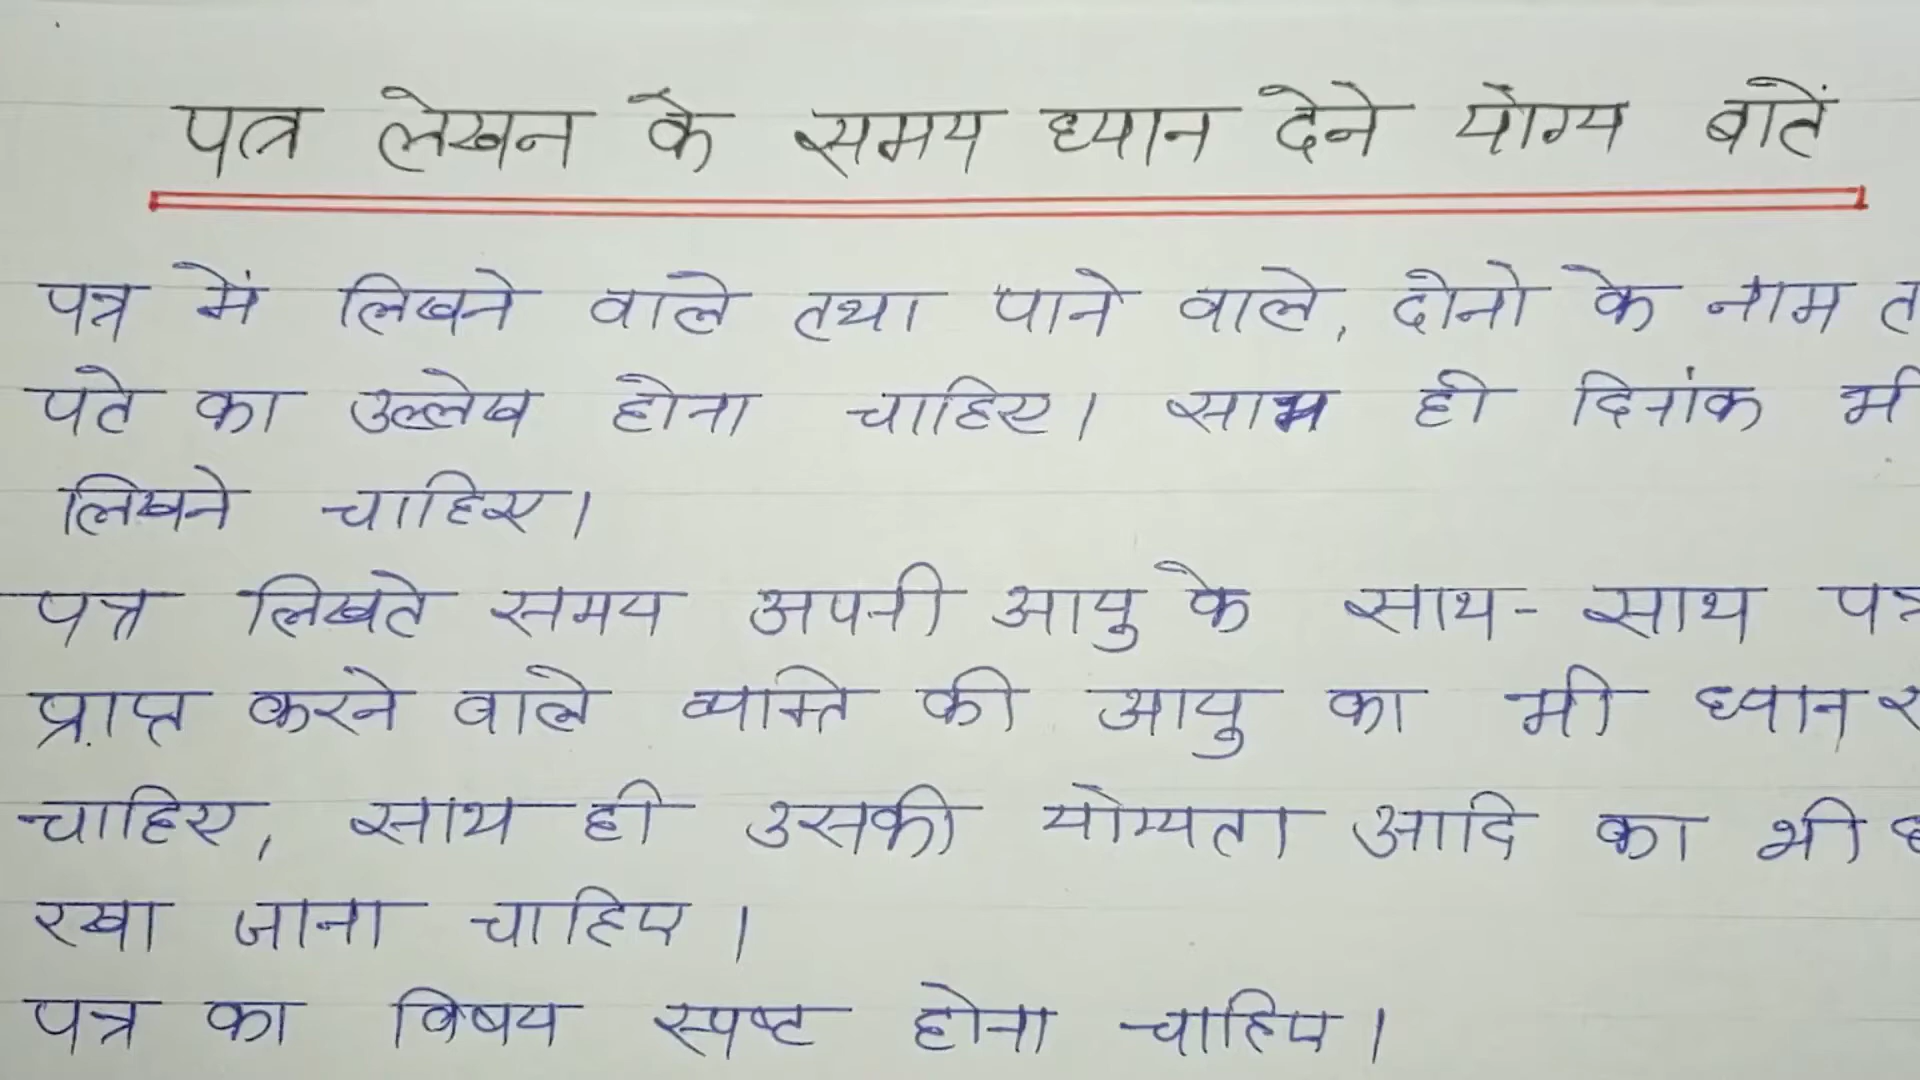 पत्र लेखन के समय ध्यान देने योग्य बातें
पत्र में लिखने वाले तथा पाने वाले, दोनो के नाम
पते का उल्लेख होना चाहिए। साथ ही दिनांक
लिखने चाहिए।
पत्र लिखते समय अपनी आयु के साथ-साथ पत्र
प्राप्त करने वाले व्यक्ति की आयु का भी ध्यान
चाहिए, साथ ही उसकी योग्यता आदि का भी
रखा जाना चाहिए।
पत्र का विषय स्पष्ट होना चाहिए।